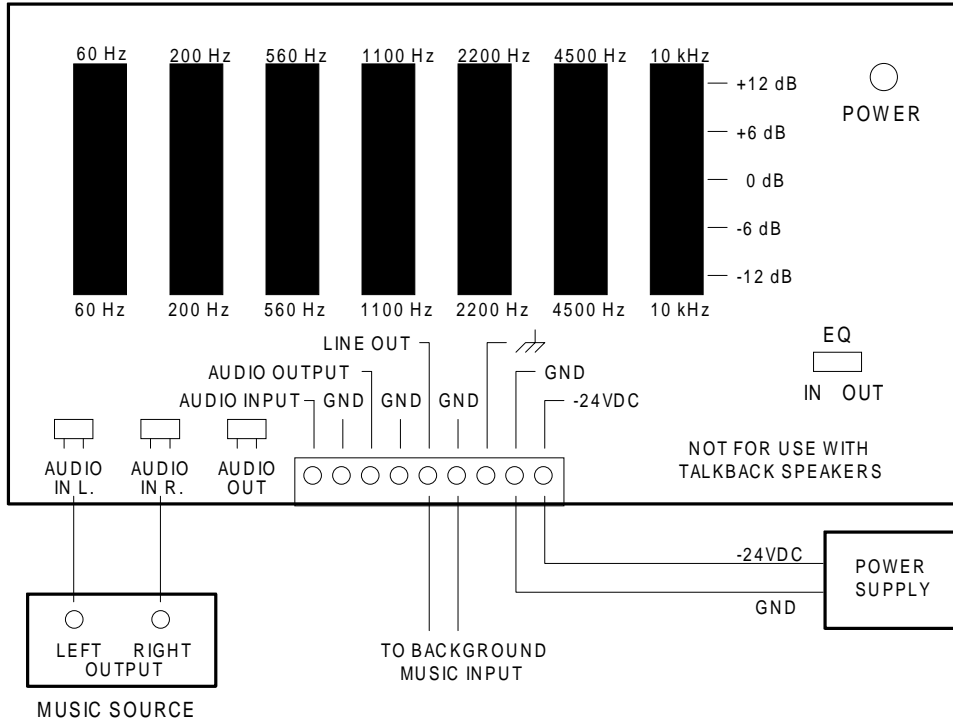 60 Hz 200 Hz 560 Hz 1100 Hz 2200 Hz 4500 Hz 10 kHz
+12 dB
POWER
+6 dB
0 dB
-6 dB
-12 dB
60 Hz 200 Hz 560 Hz 1100 Hz 2200 Hz 4500 Hz 10 kHz
EQ
IN OUT
LINE OUT
AUDIO OUTPUT GND
AUDIO INPUT GND GND GND -24VDC
NOT FOR USE WITH
TALKBACK SPEAKERS
AUDIO
IN L.
AUDIO
IN R.
AUDIO
OUT
-24VDC
GND
POWER
SUPPLY
TO BACKGROUND
MUSIC INPUT
LEFT RIGHT
OUTPUT
MUSIC SOURCE